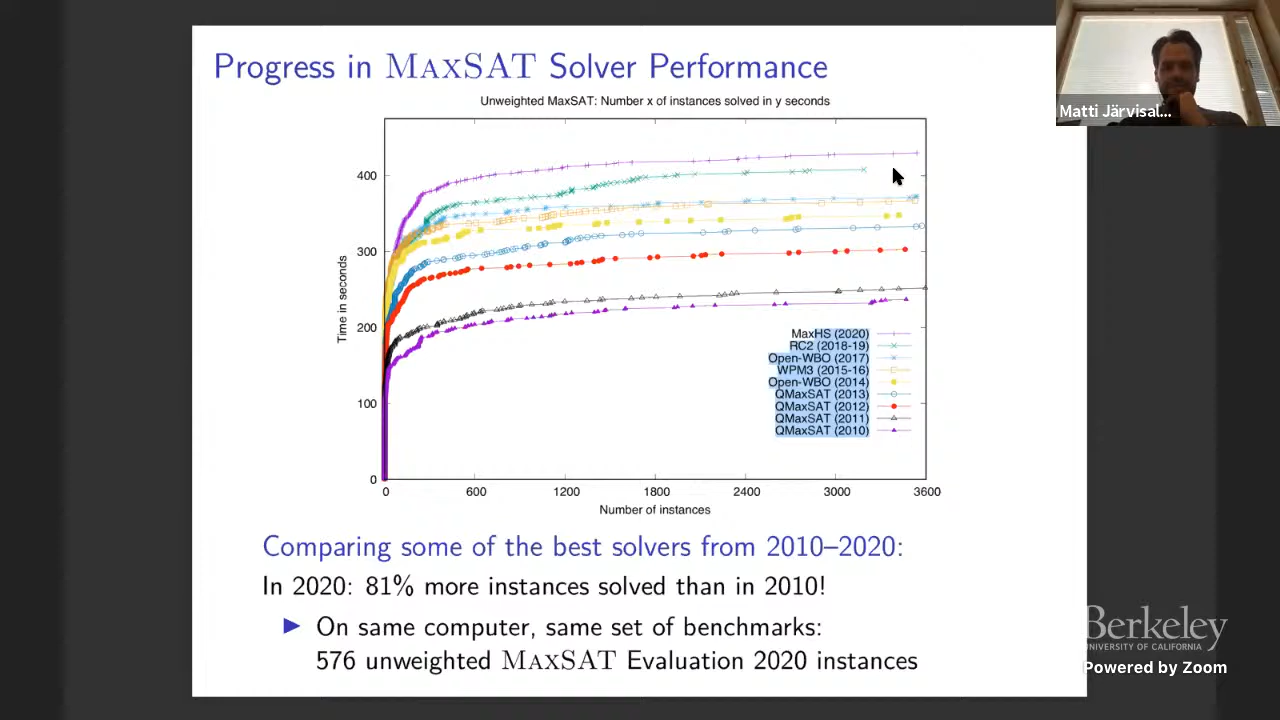 Progress in MAXSAT Solver Performance
Unweighted MaxSAT: Number x of instances solved in y seconds
Matti Järvisal...
400
300
200
100
0
Time in seconds
MaxHS (2020)
RC2 (2018-19)
Open-WBO (2017)
WPM3 (2015-16)
Open-WBO (2014)
QMaxSAT (2013)
QMaxSAT (2012)
QMaxSAT (2011)
QMaxSAT (2010)
0 600 1200 1800 2400 3000 3600
Number of instances
Comparing some of the best solvers from 2010–2020:
In 2020: 81% more instances solved than in 2010!
▶ On same computer, same set of benchmarks:
576 unweighted MAXSAT Evaluation 2020 instances
Berkeley
UNIVERSITY OF CALIFORNIA
Powered by Zoom